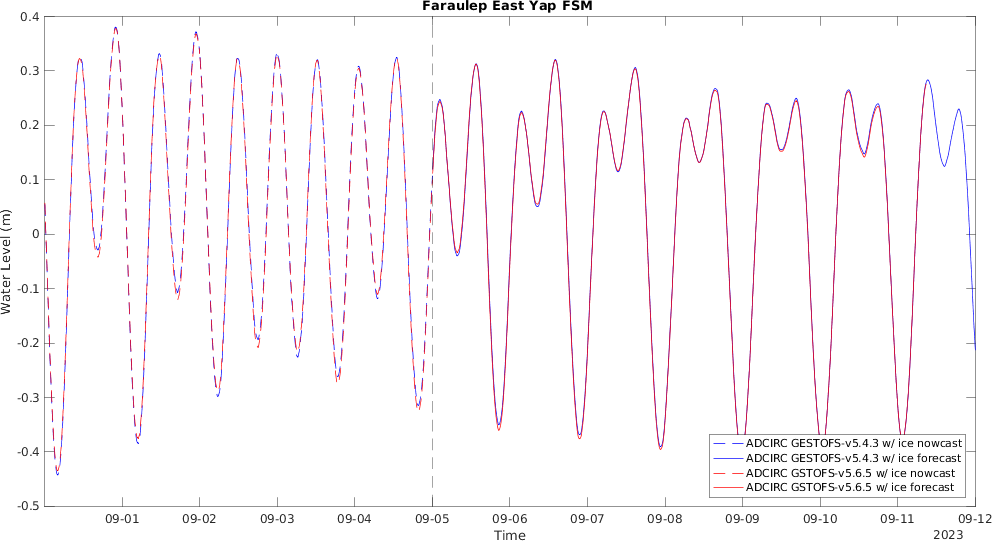 Faraulep East Yap FSM
0.4
0.3
0.2
0.1
0
-0.1
-0.2
-0.3
-0.4
-0.5
Water Level (m)
ADCIRC GESTOFS-v5.4.3 w/ ice nowcast
ADCIRC GESTOFS-v5.4.3 w/ ice forecast
ADCIRC GSTOFS-v5.6.5 w/ ice nowcast
ADCIRC GSTOFS-v5.6.5 w/ ice forecast
09-01 09-02 09-03 09-04 09-05 09-06 09-07 09-08 09-09 09-10 09-11 09-12
Time
2023